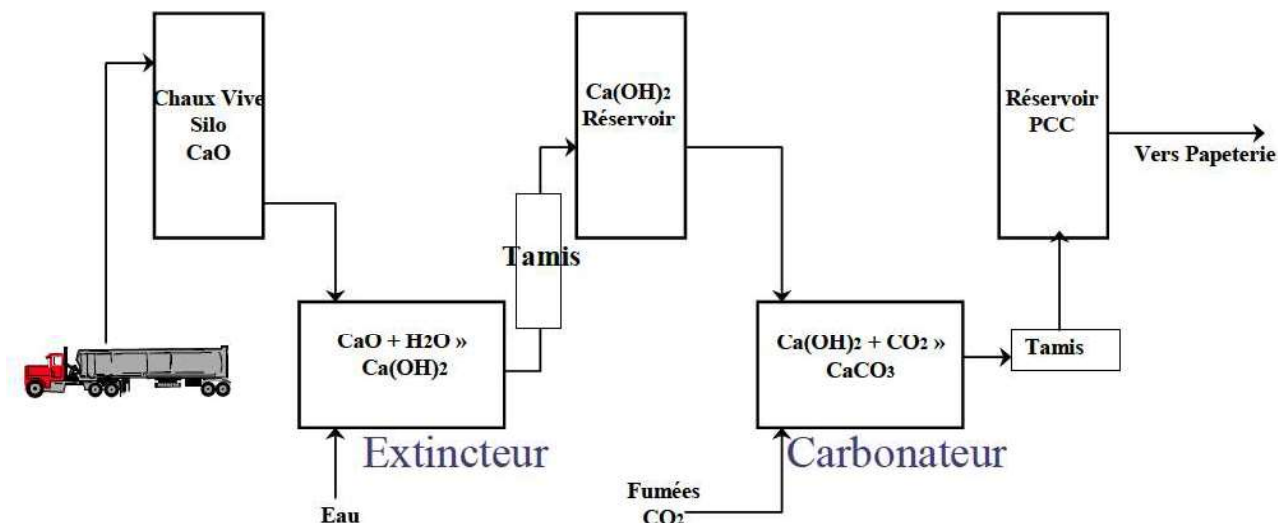 Chaux Vive
Silo
CaO
Ca(OH)2
Réservoir
Réservoir
PCC
Vers Papeterie
Tamis
CaO + H2O »
Ca(OH)2
Ca(OH)2 + CO2 »
CaCO3
Tamis
Extincteur
Carbonateur
Eau
Fumées
CO2